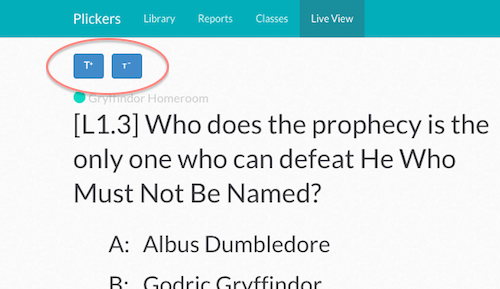 Plickers Library Reports Classes Live View
T+ T-
Gryffindor Homeroom
[L1.3] Who does the prophecy is the
only one who can defeat He Who
Must Not Be Named?
A: Albus Dumbledore
B: Godric Gryffindor